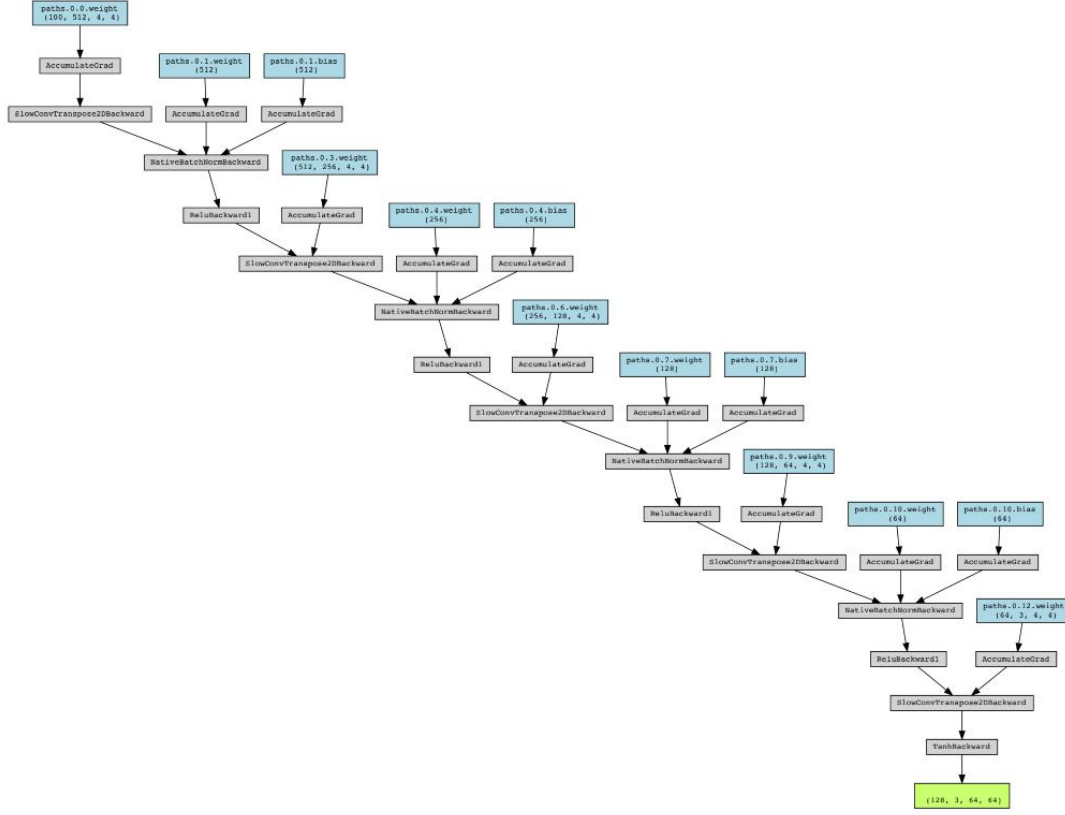 paths.0.0.weight
(100, 512, 4, 4)
AccumulateGrad
paths.0.1.weight
(512)
paths.0.1.bias
(512)
SlowConvTranspose2DBackward
AccumulateGrad
AccumulateGrad
NativeBatchNormBackward
paths.0.3.weight
(512, 256, 4, 4)
ReluBackward1
AccumulateGrad
paths.0.4.weight
(256)
paths.0.4.bias
(256)
SlowConvTranspose2DBackward
AccumulateGrad
AccumulateGrad
NativeBatchNormBackward
paths.0.6.weight
(256, 128, 4, 4)
ReluBackward1
AccumulateGrad
paths.0.7.weight
(128)
paths.0.7.bias
(128)
SlowConvTranspose2DBackward
AccumulateGrad
AccumulateGrad
NativeBatchNormBackward
paths.0.9.weight
(128, 64, 4, 4)
ReluBackward1
AccumulateGrad
paths.0.10.weight
(64)
paths.0.10.bias
(64)
SlowConvTranspose2DBackward
AccumulateGrad
AccumulateGrad
NativeBatchNormBackward
paths.0.12.weight
(64, 3, 4, 4)
ReluBackward1
AccumulateGrad
SlowConvTranspose2DBackward
TanhBackward
(128, 3, 64, 64)